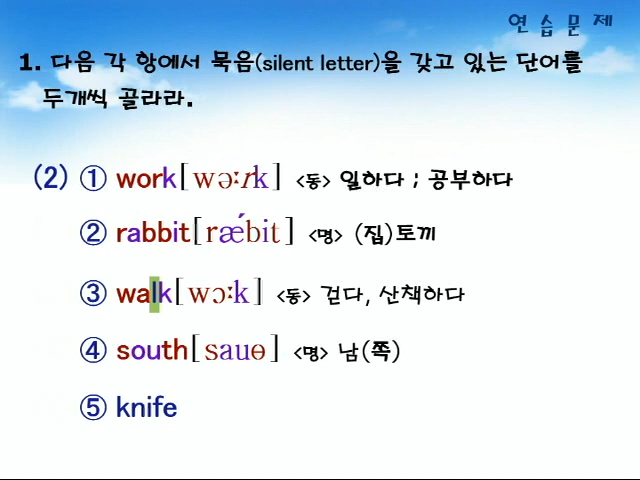 연습문제
1. 다음 각 항에서 묵음(silent letter)을 갖고 있는 단어를
두개씩 골라라.
(2) ① work[wəːrk] <동> 일하다 ; 공부하다
② rabbit[rǽbit] <명> (집)토끼
③ walk[wɔːk] <동> 걷다, 산책하다
④ south[sauɵ] <명> 남(쪽)
⑤ knife